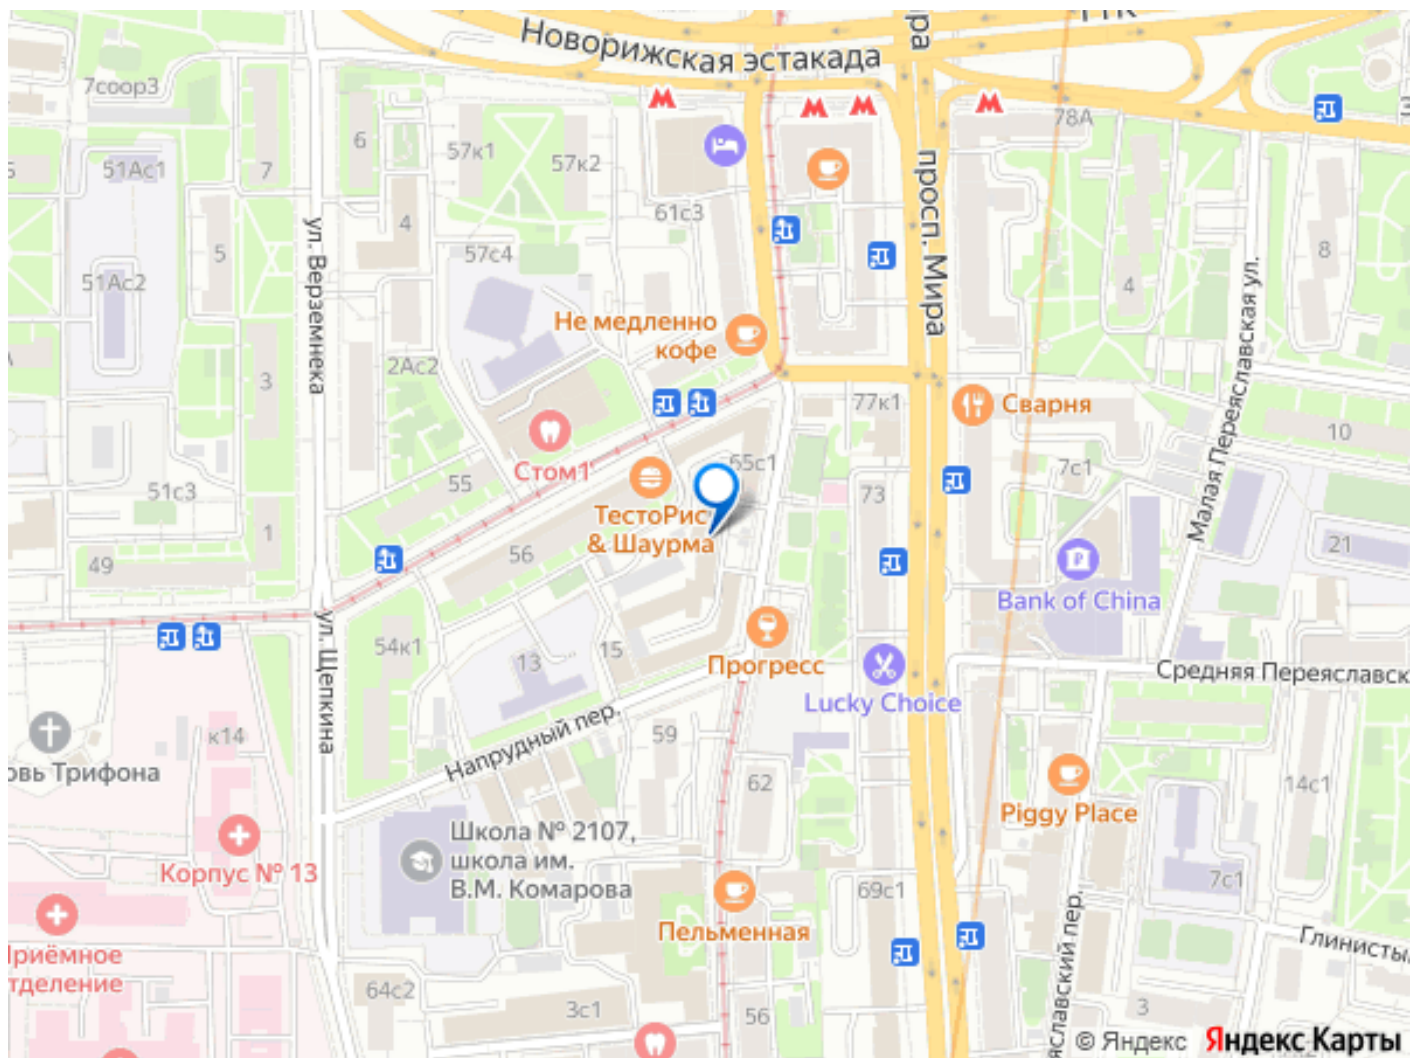 Новорижская эстакада
7соор3
6
57к1
57к2
78А
51Ас1
7
просп. Мира
61с3
4
5
57с4
8
ул. Верземнека
51Ас2
4
Не медленно
кофе
Малая Переяславская ул.
2Ас2
3
77к1
Сварня
10
Стом1
65с1
7с1
55
51с3
73
ТестоРис
& Шаурма
1
56
21
49
Bank of China
ул. Щепкина
54к1
13
15
Прогресс
Средняя Переяславск
Lucky Choice
Напрудный пер.
к14
59
овь Трифона
62
14с1
Piggy Place
Школа № 2107,
школа им.
В.М. Комарова
Корпус № 13
7с1
69с1
Пельменная
Глинисты
Приёмное
тделение
64с2
3с1
56
яславский пер.
3
© Яндекс Яндекс Карты